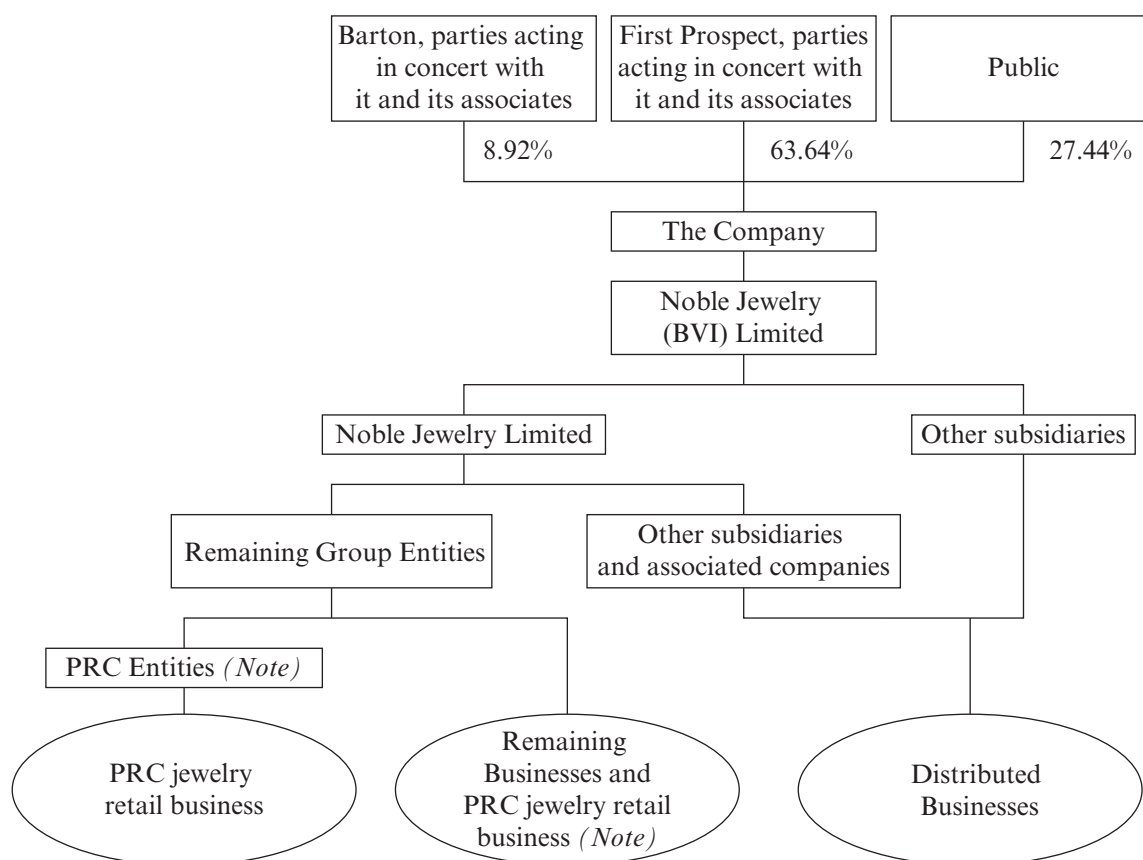 Barton, parties acting
in concert with
it and its associates
First Prospect, parties
acting in concert with
it and its associates
Public
8.92%
63.64%
27.44%
The Company
Noble Jewelry
(BVI) Limited
Noble Jewelry Limited
Other subsidiaries
Remaining Group Entities
Other subsidiaries
and associated companies
PRC Entities (Note)
PRC jewelry
retail business
Remaining
Businesses and
PRC jewelry retail
business (Note)
Distributed
Businesses